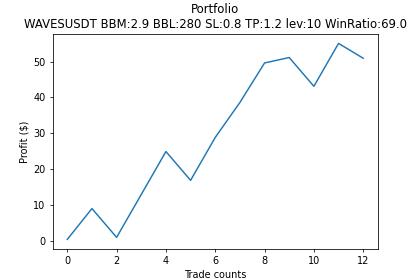 Portfolio
WAVESUSDT BBM:2.9 BBL:280 SL:0.8 TP:1.2 lev:10 WinRatio:69.0
50
40
30
20
10
0
Profit ($)
0 2 4 6 8 10 12
Trade counts